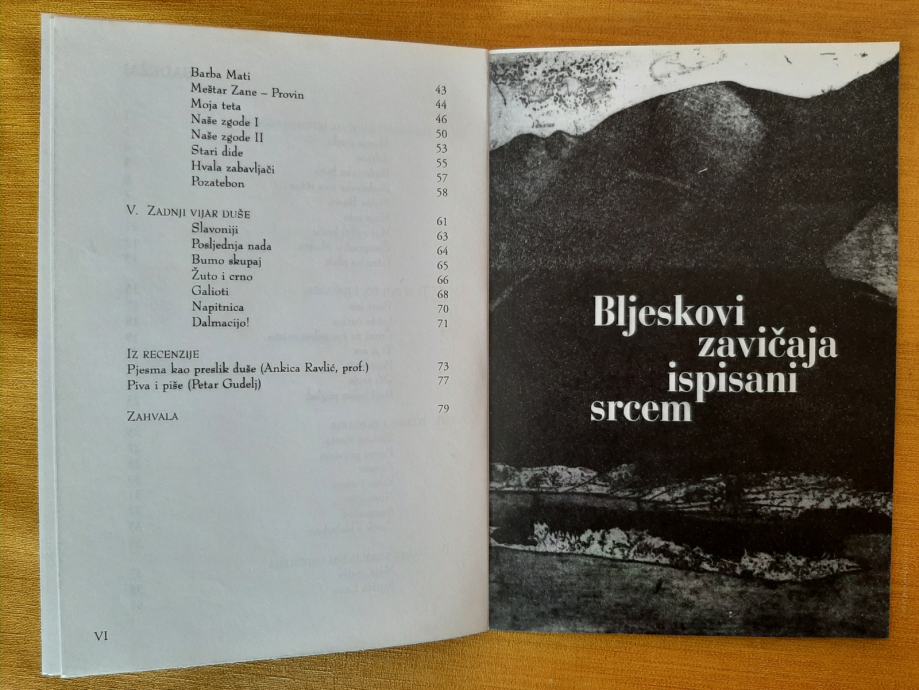 Barba Mati 43
Meštar Zane – Provin 44
Moja teta 46
Naše zgode I 50
Naše zgode II 53
Stari dide 55
Hvala zabavljači 57
Pozatebon 58
V. ZADNJI VIJAR DUŠE 61
Slavoniji 63
Posljednja nada 64
Bumo skupaj 65
Žuto i crno 66
Galioti 68
Napitnica 70
Dalmacijo! 71
IZ RECENZIJE
Pjesma kao preslik duše (Ankica Ravlić, prof.) 73
Piva i piše (Petar Gudelj) 77
ZAHVALA 79
VI
Bljeskovi
zavičaja
ispisani
srcem